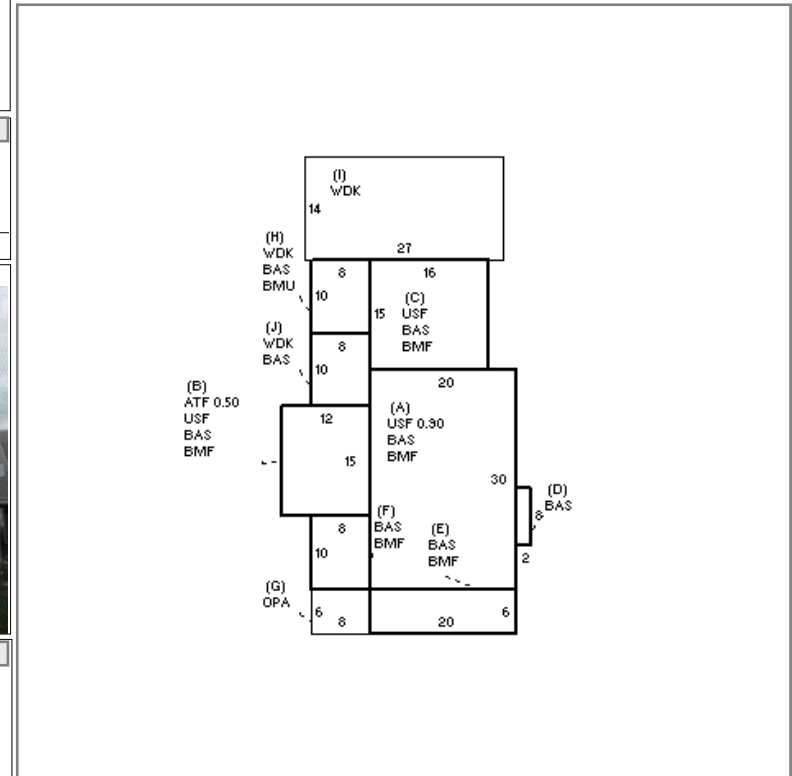 (I)
WDK
14
27
(H)
WDK
BAS
BMU
8
10
16
15
(C)
USF
BAS
BMF
(J)
WDK
BAS
8
10
20
(B)
ATF 0.50
USF
BAS
BMF
12
15
(A)
USF 0.90
BAS
BMF
30
(D)
BAS
8
2
(F)
BAS
BMF
8
10
(E)
BAS
BMF
(G)
OPA
6
8
20
6